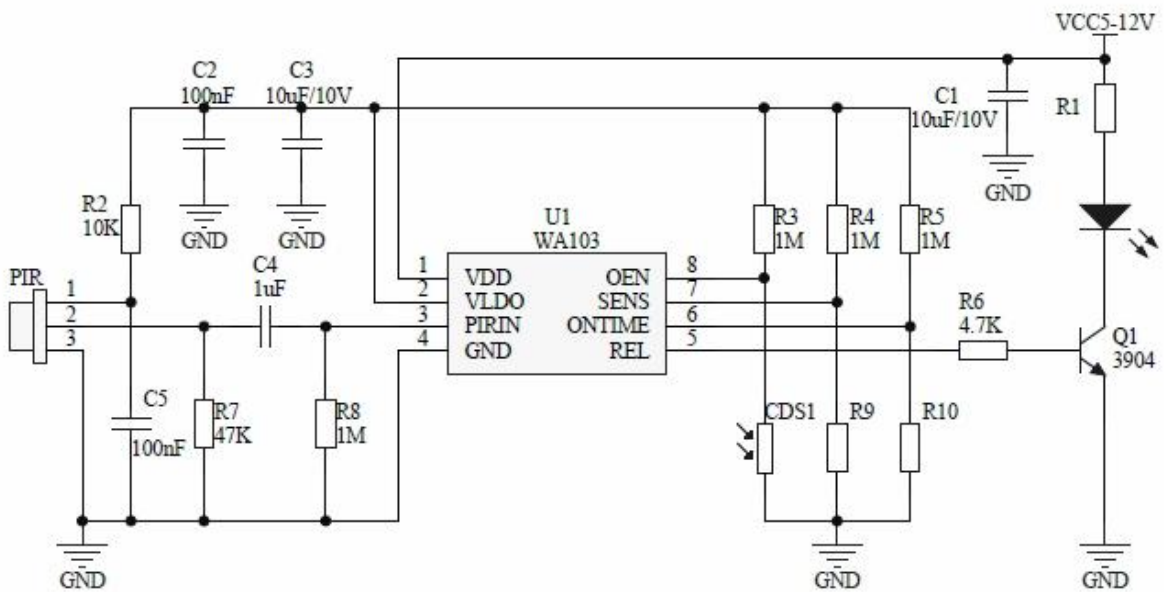 VCC5-12V
C2
100nF
C3
10uF/10V
C1
10uF/10V
R1
GND
R2
10K
GND
GND
U1
WA103
R3
1M
R4
1M
R5
1M
PIR
C4
1uF
1
2
3
1
2
3
4
VDD
VLDO
PIRIN
GND
OEN
SENS
ONTIME
REL
8
7
6
5
R6
4.7K
Q1
3904
C5
100nF
R7
47K
R8
1M
CDS1
R9
R10
GND
GND
GND